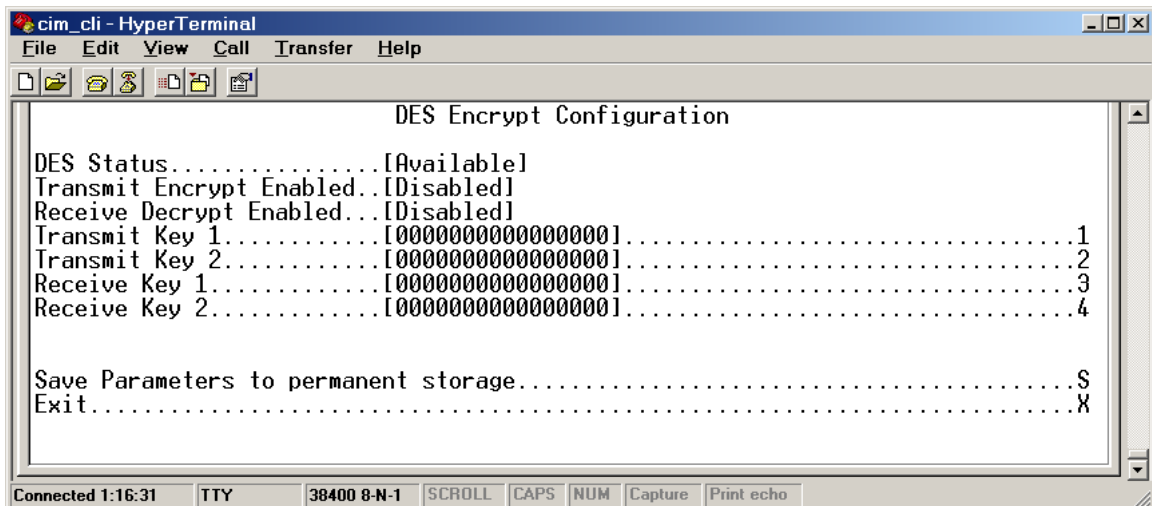 cim_cli - HyperTerminal
File Edit View Call Transfer Help
DES Encrypt Configuration
DES Status................[Available]
Transmit Encrypt Enabled..[Disabled]
Receive Decrypt Enabled...[Disabled]
Transmit Key 1............[0000000000000000]..................................1
Transmit Key 2............[0000000000000000]..................................2
Receive Key 1.............[0000000000000000]..................................3
Receive Key 2.............[0000000000000000]..................................4
Save Parameters to permanent storage..........................................S
Exit..........................................................................X
Connected 1:16:31 TTY 38400 8-N-1 SCROLL CAPS NUM Capture Print echo